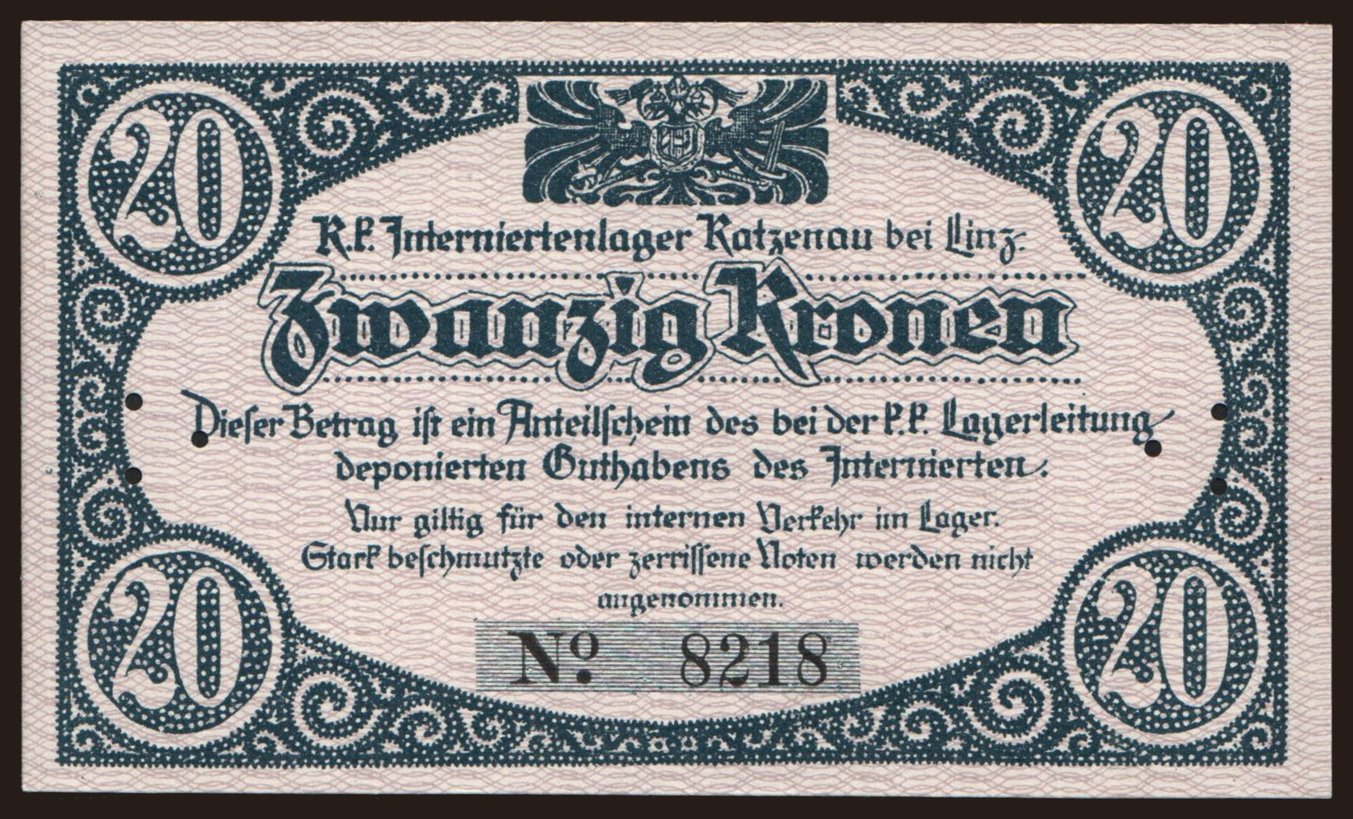 20 20
K.k. Interniertenlager Katzenau bei Linz.
Zwanzig Kronen
Dieser Betrag ist ein Anteilschein des bei der k.k. Lagerleitung
deponierten Guthabens des Internierten.
Nur giltig für den internen Verkehr im Lager.
Stark beschmutzte oder zerrissene Noten werden nicht
angenommen.
No. 8218
20 20